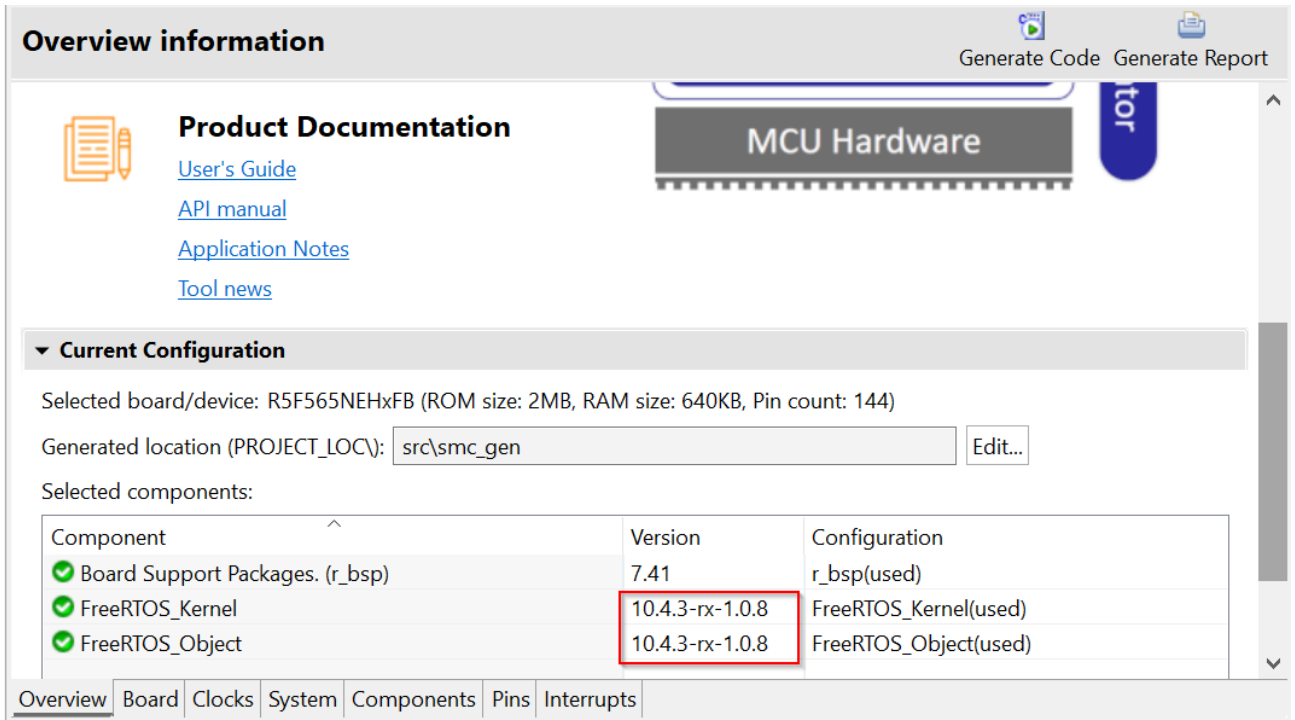 Overview information
Generate Code Generate Report
Product Documentation
User's Guide
API manual
Application Notes
Tool news
MCU Hardware
tor
Current Configuration
Selected board/device: R5F565NEHxFB (ROM size: 2MB, RAM size: 640KB, Pin count: 144)
Generated location (PROJECT_LOC\): src\smc_gen Edit...
Selected components:
Component Version Configuration
Board Support Packages. (r_bsp) 7.41 r_bsp(used)
FreeRTOS_Kernel 10.4.3-rx-1.0.8 FreeRTOS_Kernel(used)
FreeRTOS_Object 10.4.3-rx-1.0.8 FreeRTOS_Object(used)
Overview Board Clocks System Components Pins Interrupts